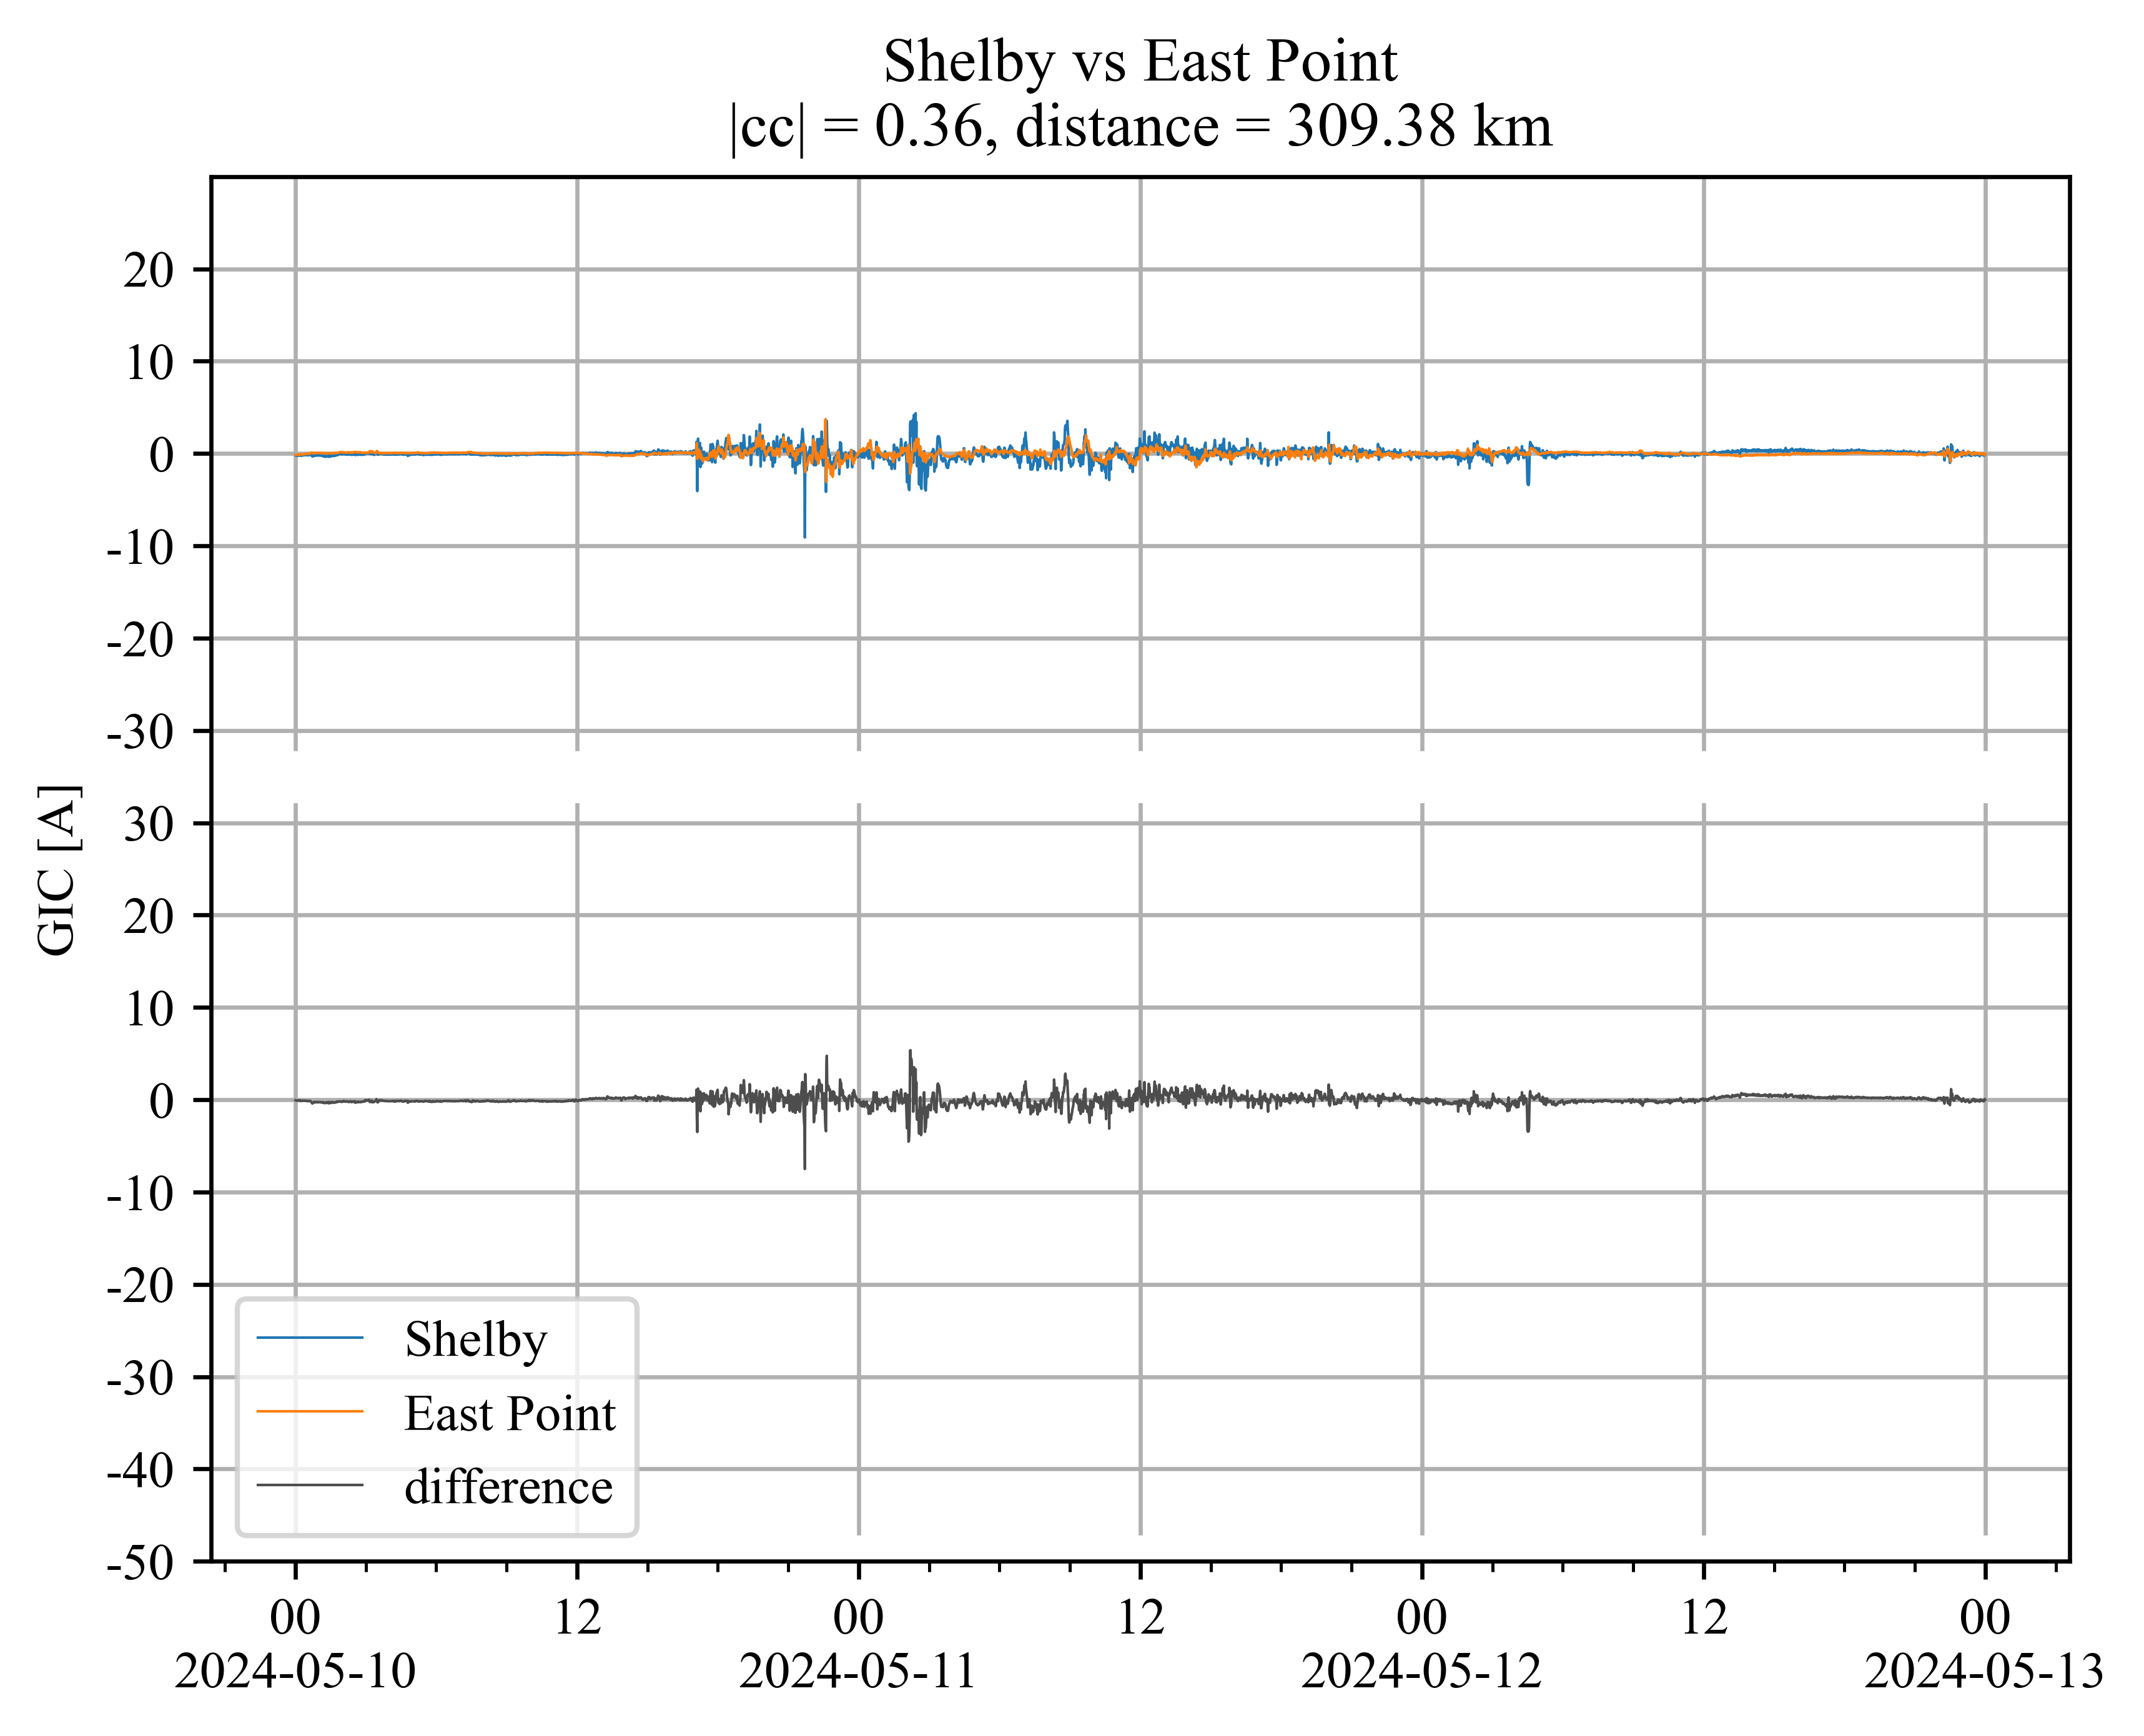 Shelby vs East Point
|cc| = 0.36, distance = 309.38 km
20
10
0
-10
-20
-30
30
20
10
0
-10
-20
-30
-40
-50
GIC [A]
Shelby
East Point
difference
00 12 00 12 00 12 00
2024-05-10 2024-05-11 2024-05-12 2024-05-13